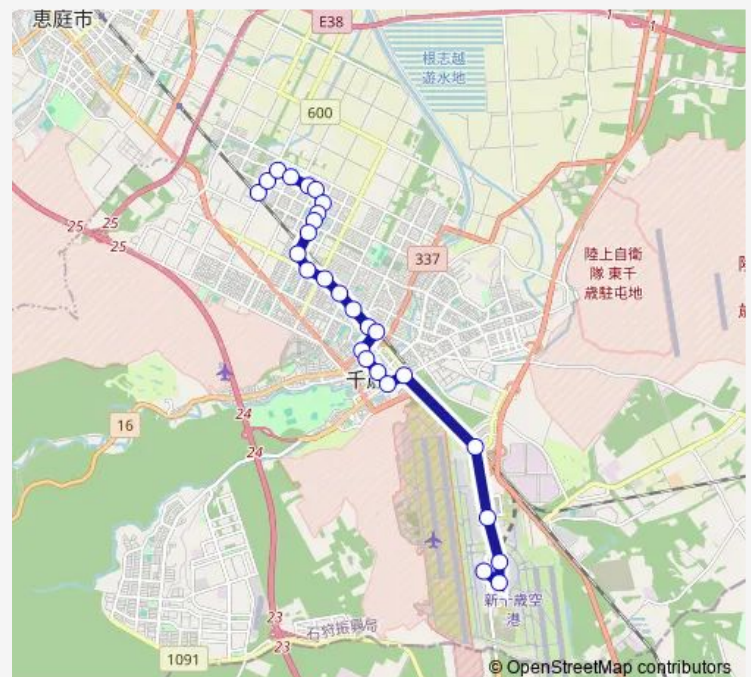 恵庭市
E38
根志越
遊水地
600
25
25
337
陸上自衛
隊 東千
歳駐屯地
16
24
24
新千歳空
港
23
23
石狩振興局
1091
© OpenStreetMap contributors